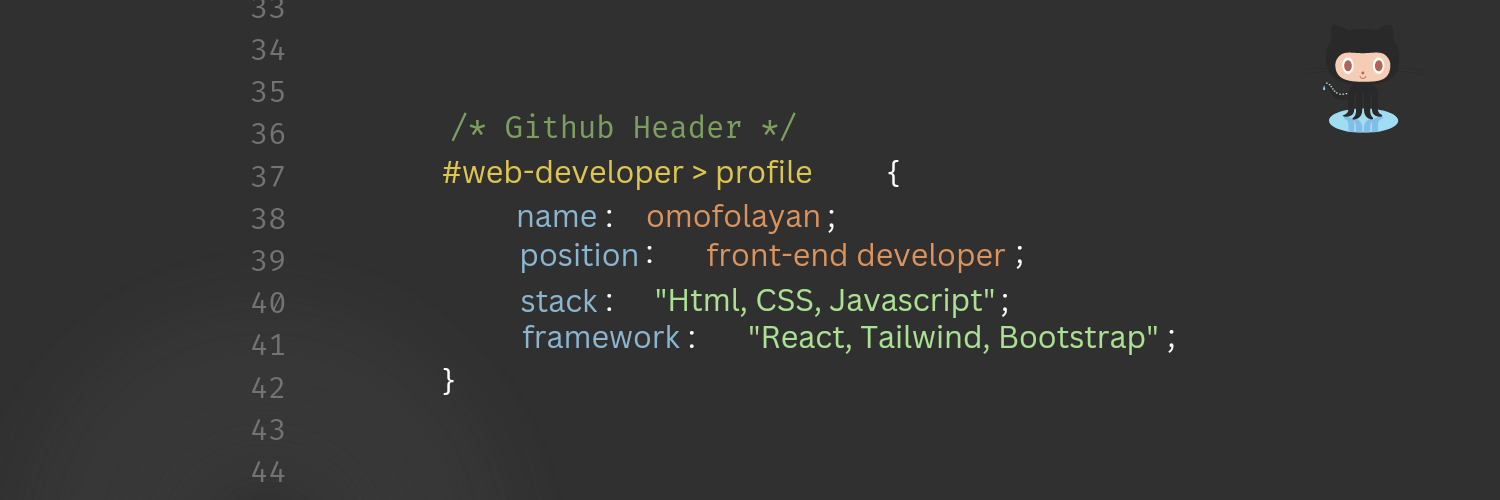 33
34
35
36 /* Github Header */
37 #web-developer > profile {
38 name : omofolayan ;
39 position : front-end developer ;
40 stack : "Html, CSS, Javascript" ;
41 framework : "React, Tailwind, Bootstrap" ;
42 }
43
44